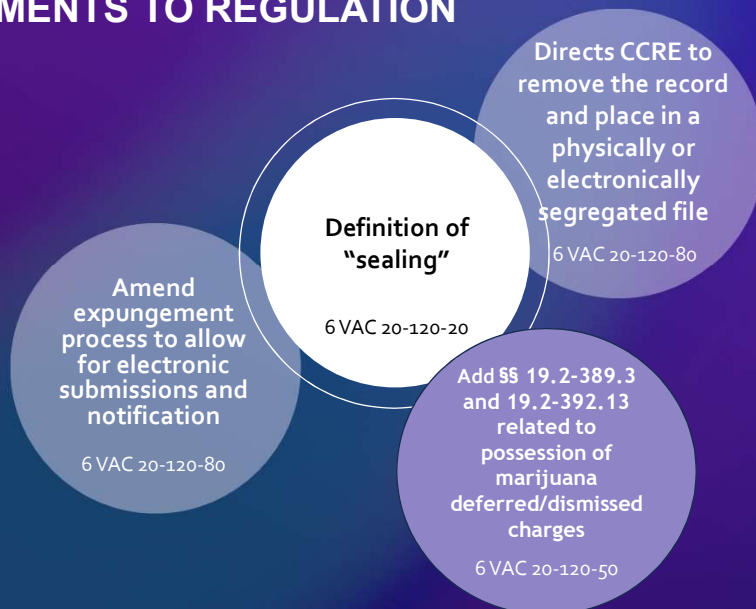 MENTS TO REGULATION
Directs CCRE to
remove the record
and place in a
physically or
electronically
segregated file
6 VAC 20-120-80
Definition of
“sealing”
6 VAC 20-120-20
Amend
expungement
process to allow
for electronic
submissions and
notification
6 VAC 20-120-80
Add §§ 19.2-389.3
and 19.2-392.13
related to
possession of
marijuana
deferred/dismissed
charges
6 VAC 20-120-50